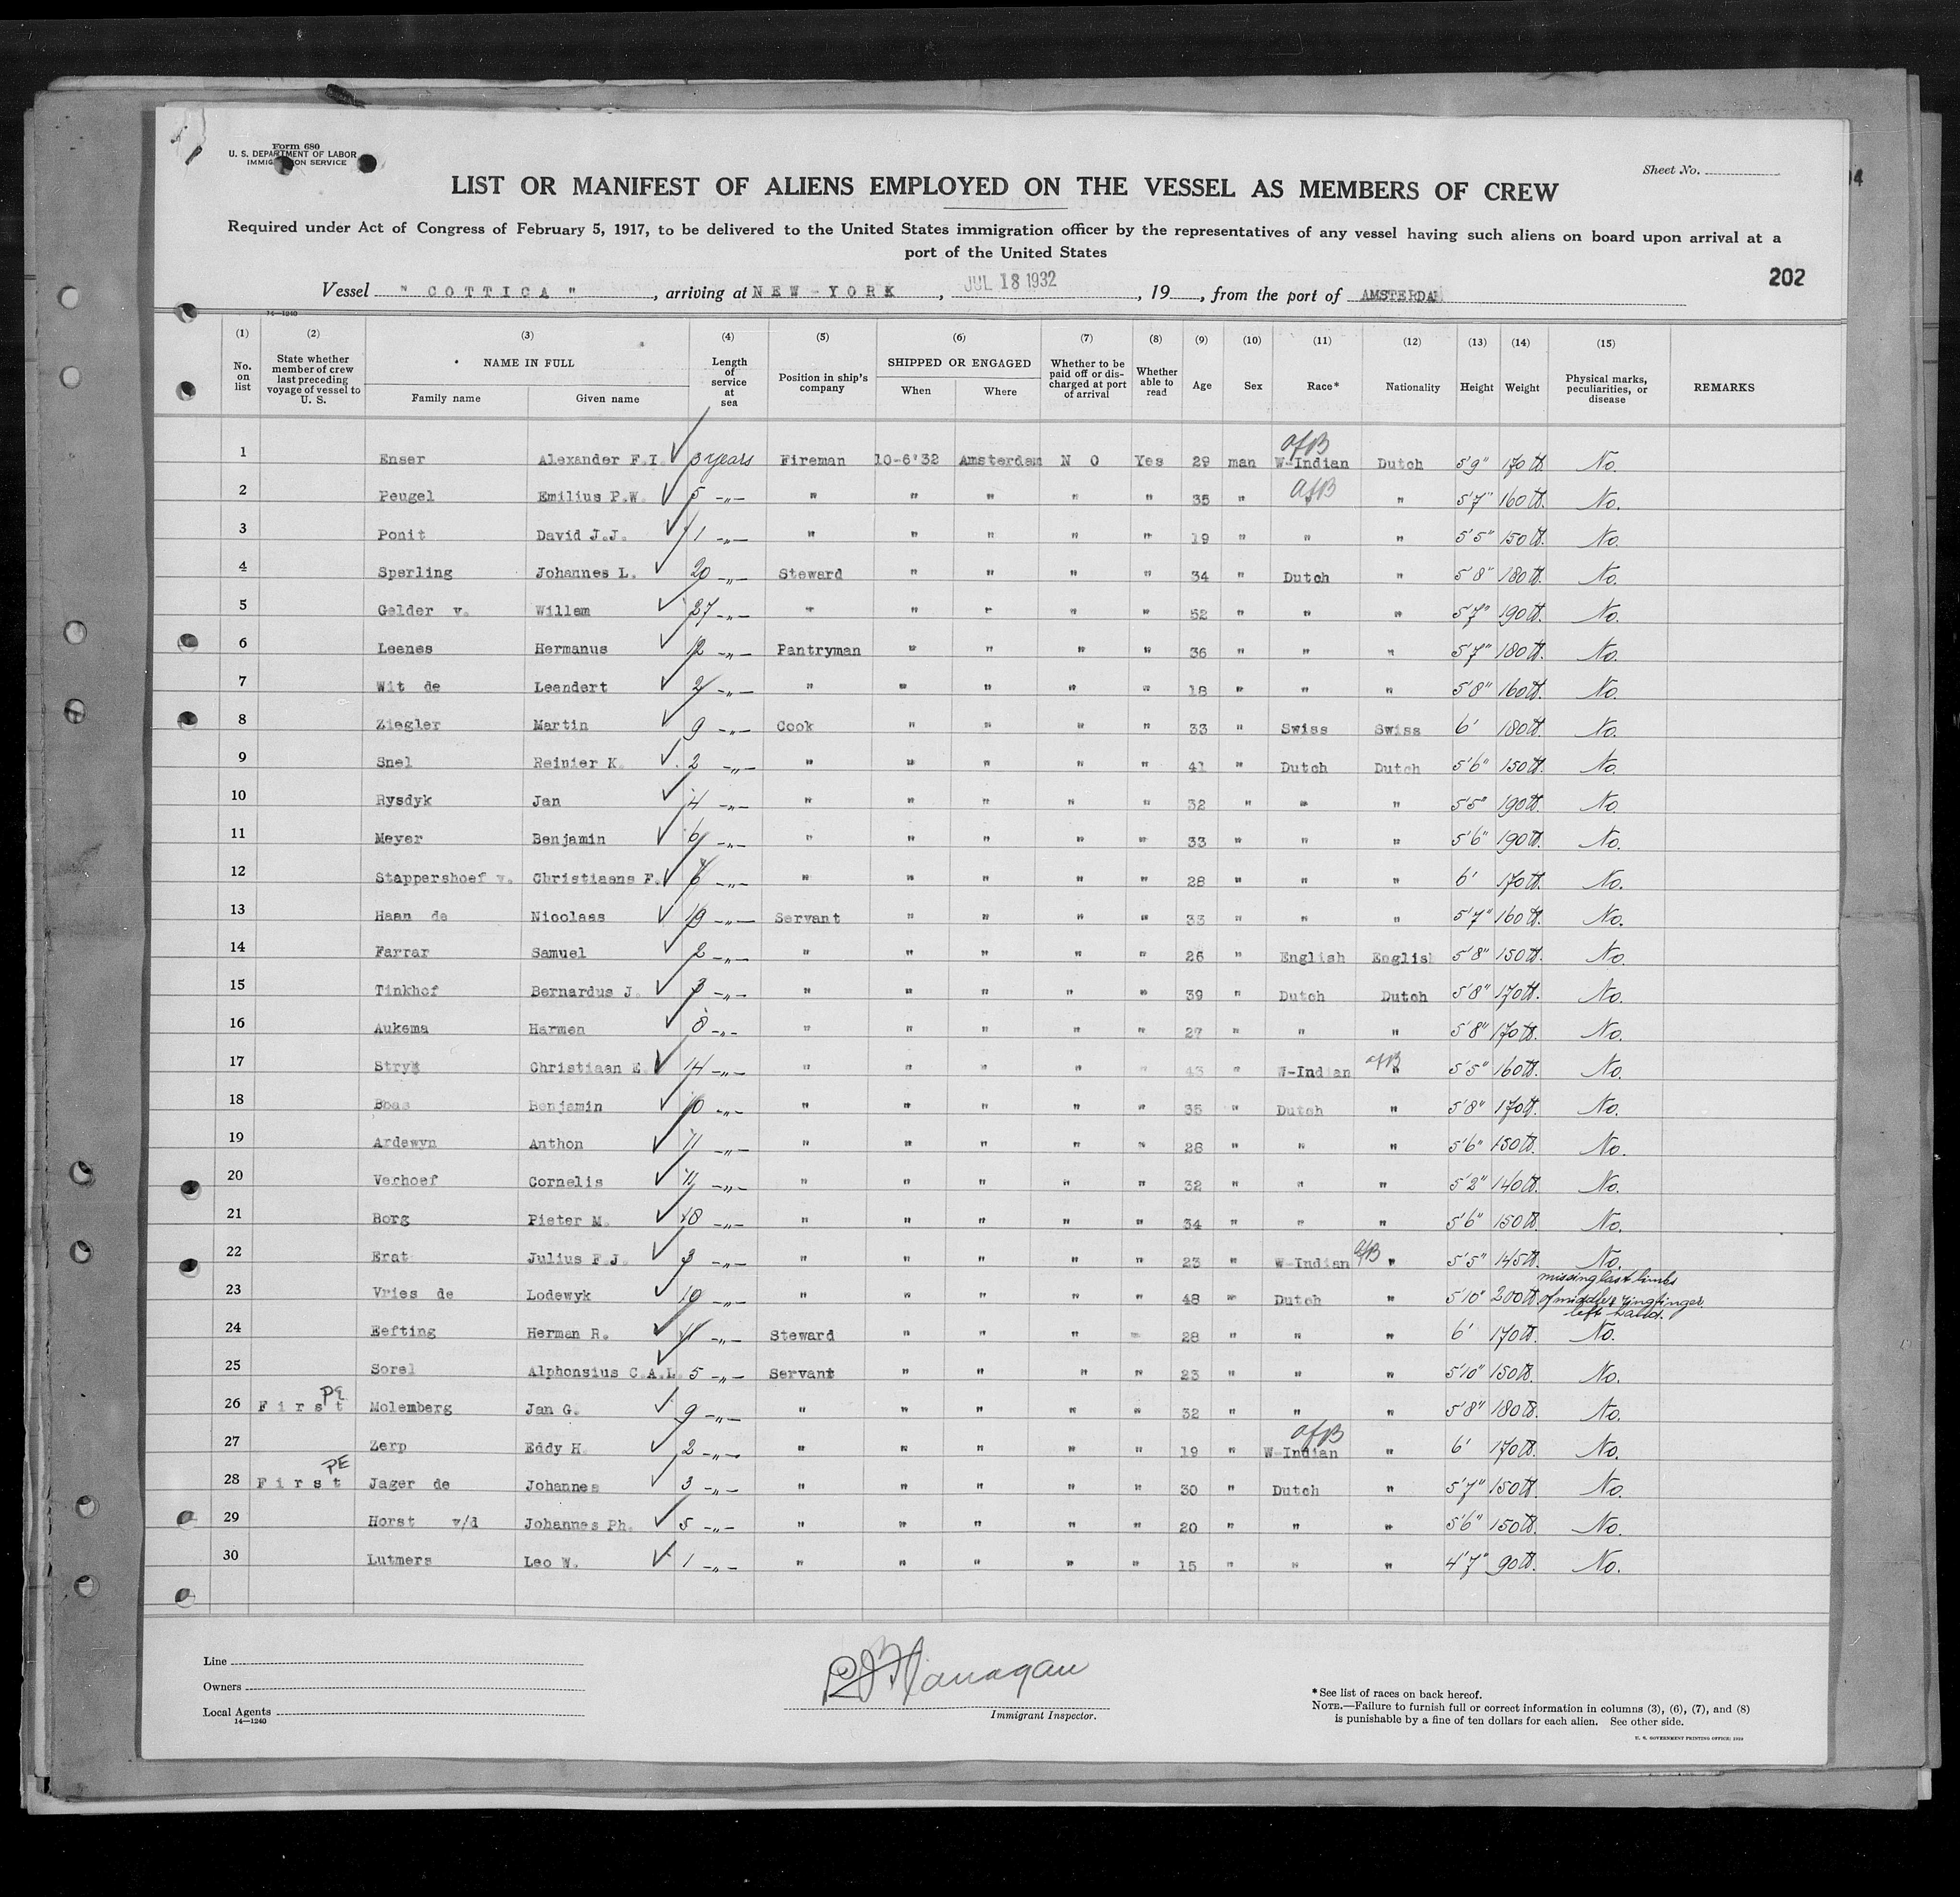 Form 680
U. S. DEPARTMENT OF LABOR
IMMIGRATION SERVICE
Sheet No.
LIST OR MANIFEST OF ALIENS EMPLOYED ON THE VESSEL AS MEMBERS OF CREW
Required under Act of Congress of February 5, 1917, to be delivered to the United States immigration officer by the representatives of any vessel having such aliens on board upon arrival at a
port of the United States
202
Vessel " COTTICA " , arriving at NEW-YORK , JUL 18 1932 , 19 , from the port of AMSTERDAM
14—1240
(1) (2) (3) (4) (5) (6) (7) (8) (9) (10) (11) (12) (13) (14) (15)
No. on list State whether member of crew last preceding voyage of vessel to U. S. NAME IN FULL Family name Given name Length of service at sea Position in ship's company SHIPPED OR ENGAGED When Where Whether to be paid off or discharged at port of arrival Whether able to read Age Sex Race* Nationality Height Weight Physical marks, peculiarities, or disease REMARKS
1 Enser Alexander F.I. 3 years Fireman 10-6'32 Amsterdam N O Yes 29 man W-Indian AfB Dutch 5'9" 170 lb No.
2 Peugel Emilius P.W. 5 -"- " " " " " 35 " AfB " 5'7" 160 lb. No.
3 Ponit David J.J. 1 -"- " " " " " 19 " " " 5'5" 150 lb. No.
4 Sperling Johannes L. 20 -"- Steward " " " " 34 " Dutch " 5'8" 180 lb. No.
5 Gelder v. Willem 37 -"- " " " " " 52 " " " 5'7" 190 lb. No.
6 Leenes Hermanus 12 -"- Pantryman " " " " 36 " " " 5'7" 180 lb. No.
7 Wit de Leendert 2 -"- " " " " " 18 " " " 5'8" 160 lb. No.
8 Ziegler Martin 9 -"- Cook " " " " 33 " Swiss Swiss 6' 180 lb. No.
9 Snel Reinier K. 2 -"- " " " " " 41 " Dutch Dutch 5'6" 150 lb. No.
10 Rysdyk Jan 4 -"- " " " " " 32 " " " 5'5" 190 lb. No.
11 Meyer Benjamin 6 -"- " " " " " 33 " " " 5'6" 190 lb. No.
12 Stappershoef v. Christiaans F. 6 -"- " " " " " 28 " " " 6' 170 lb. No.
13 Haan de Nicolaas 19 -"- Servant " " " " 33 " " " 5'7" 160 lb. No.
14 Farrar Samuel 2 -"- " " " " " 26 " English English 5'8" 150 lb. No.
15 Tinkhof Bernardus J. 3 -"- " " " " " 39 " Dutch Dutch 5'8" 170 lb. No.
16 Aukema Harmen 8 -"- " " " " " 27 " " " 5'8" 170 lb. No.
17 Stryk Christiaan E. 14 -"- " " " " " 43 " W-Indian AfB " 5'5" 160 lb. No.
18 Boas Benjamin 10 -"- " " " " " 35 " Dutch " 5'8" 170 lb. No.
19 Ardewyn Anthon 11 -"- " " " " " 28 " " " 5'6" 150 lb. No.
20 Verhoef Cornelis 11 -"- " " " " " 32 " " " 5'2" 140 lb. No.
21 Borg Pieter M. 18 -"- " " " " " 34 " " " 5'6" 150 lb No.
22 Erat Julius F.J. 3 -"- " " " " " 23 " W-Indian AfB " 5'5" 145 lb. No.
23 Vries de Lodewyk 19 -"- " " " " " 48 " Dutch " 5'10" 200 lb missing last limbs of middle & ring finger left hand.
24 Eefting Herman R. 11 -"- Steward " " " " 28 " " " 6' 170 lb. No.
25 Sorel Alphonsius C.A.L. 5 -"- Servant " " " " 23 " " " 5'10" 150 lb. No.
26 First PE Molemberg Jan G. 9 -"- " " " " " 32 " " " 5'8" 180 lb. No.
27 Zerp Eddy H. 2 -"- " " " " " 19 " W-Indian AfB " 6' 170 lb. No.
28 First PE Jager de Johannes 3 -"- " " " " " 30 " Dutch " 5'7" 150 lb. No.
29 Horst v/d Johannes Ph. 5 -"- " " " " " 20 " " " 5'6" 150 lb. No.
30 Lutmers Leo W. 1 -"- " " " " " 15 " " " 4'7" 90 lb. No.
Line
Owners
Local Agents
14—1240
Flanagan
Immigrant Inspector.
*See list of races on back hereof.
NOTE.—Failure to furnish full or correct information in columns (3), (6), (7), and (8)
is punishable by a fine of ten dollars for each alien. See other side.